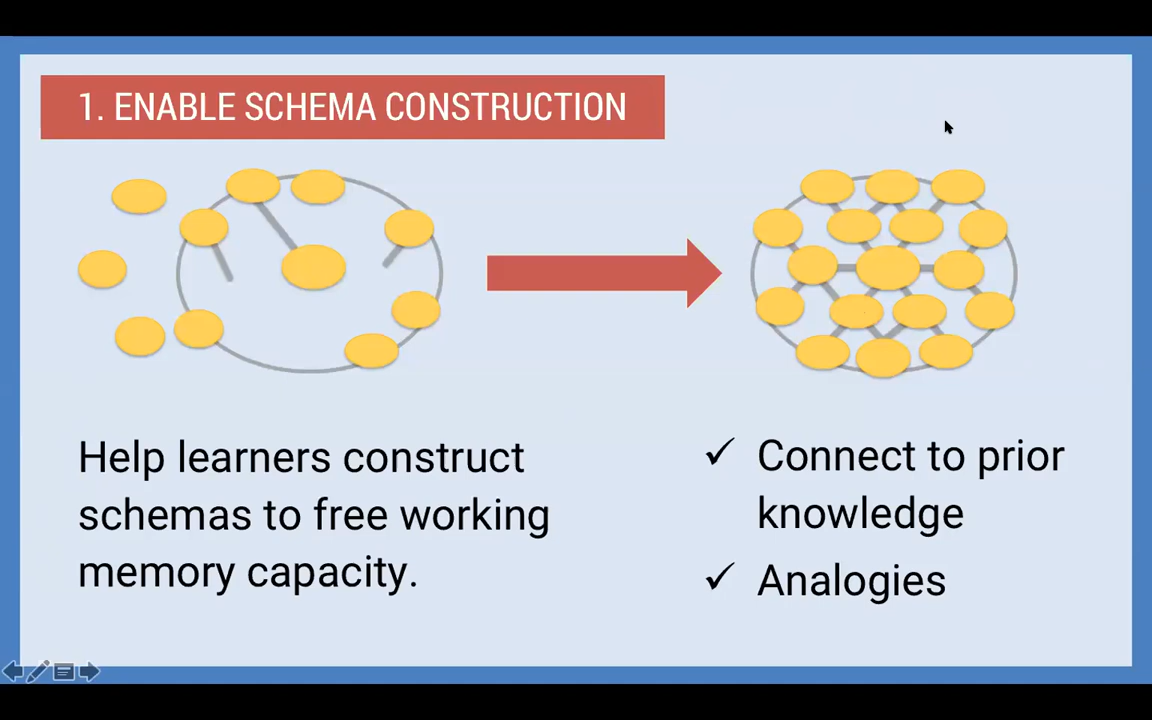 1. ENABLE SCHEMA CONSTRUCTION
Help learners construct
schemas to free working
memory capacity.
✓ Connect to prior
knowledge
✓ Analogies